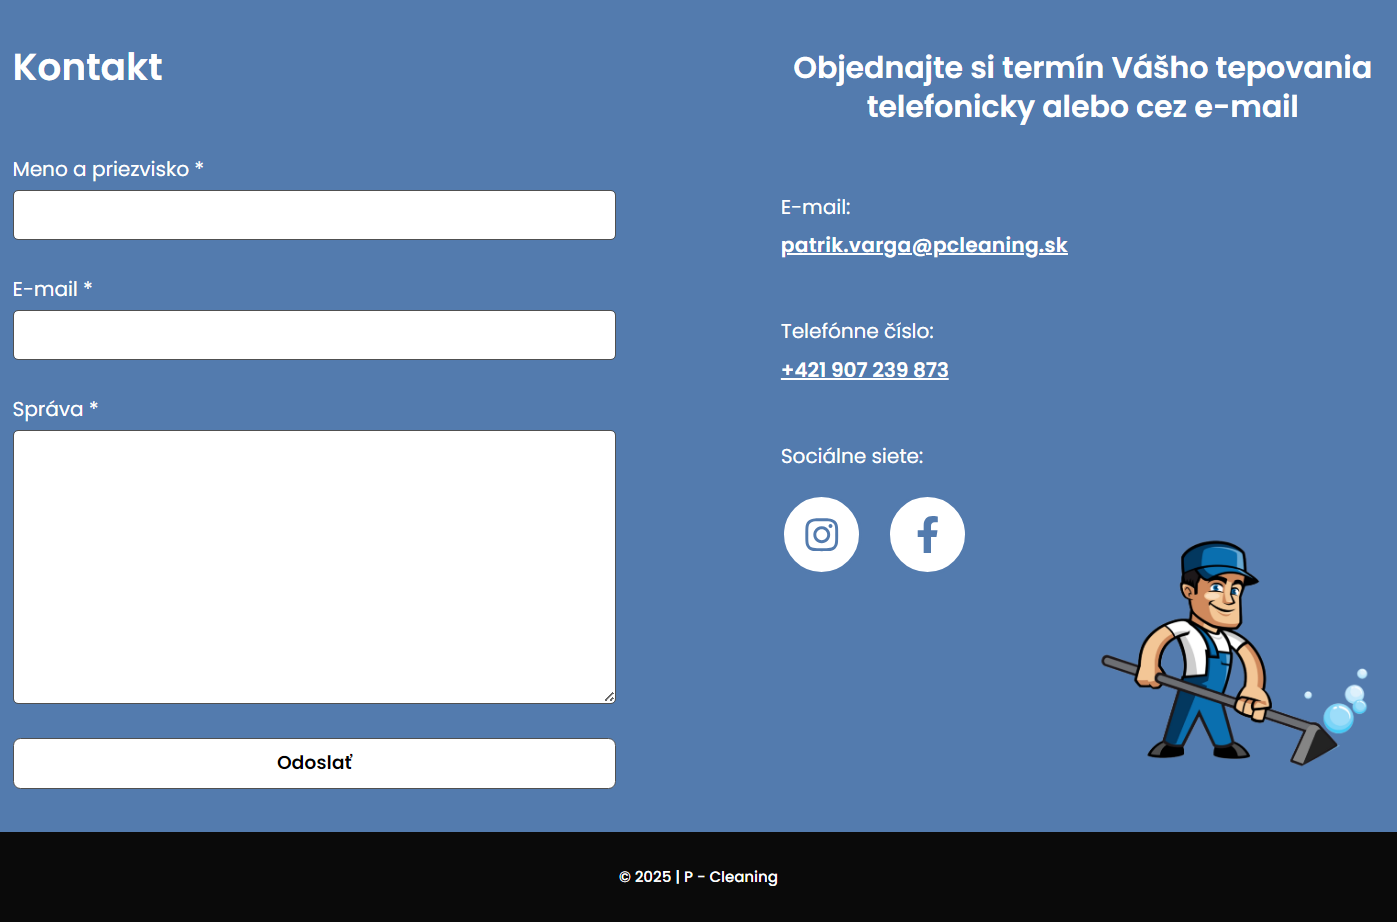 Kontakt
Meno a priezvisko *
E-mail *
Správa *
Odoslať
Objednajte si termín Vášho tepovania
telefonicky alebo cez e-mail
E-mail:
patrik.varga@pcleaning.sk
Telefónne číslo:
+421 907 239 873
Sociálne siete:
© 2025 | P - Cleaning